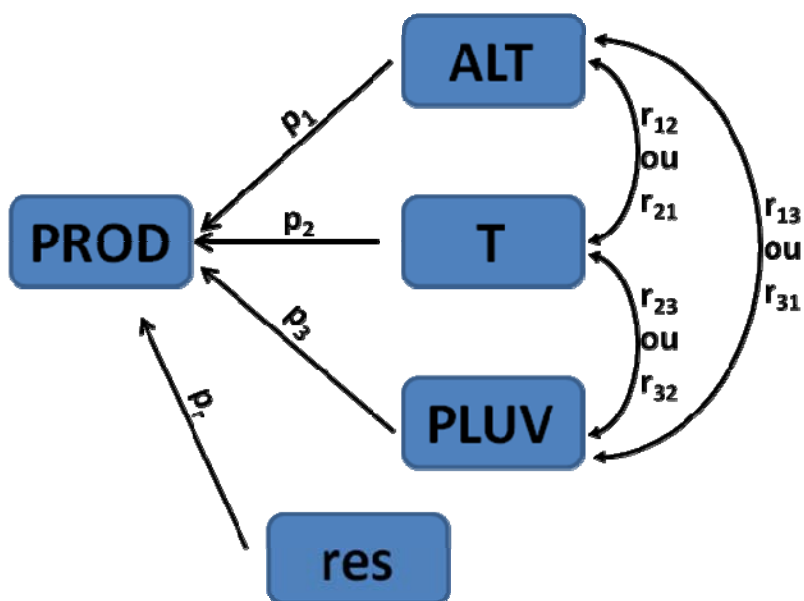 ALT
p₁
r₁₂
ou
r₂₁
PROD
p₂
T
r₁₃
ou
r₃₁
p₃
r₂₃
ou
r₃₂
PLUV
pᵣ
res